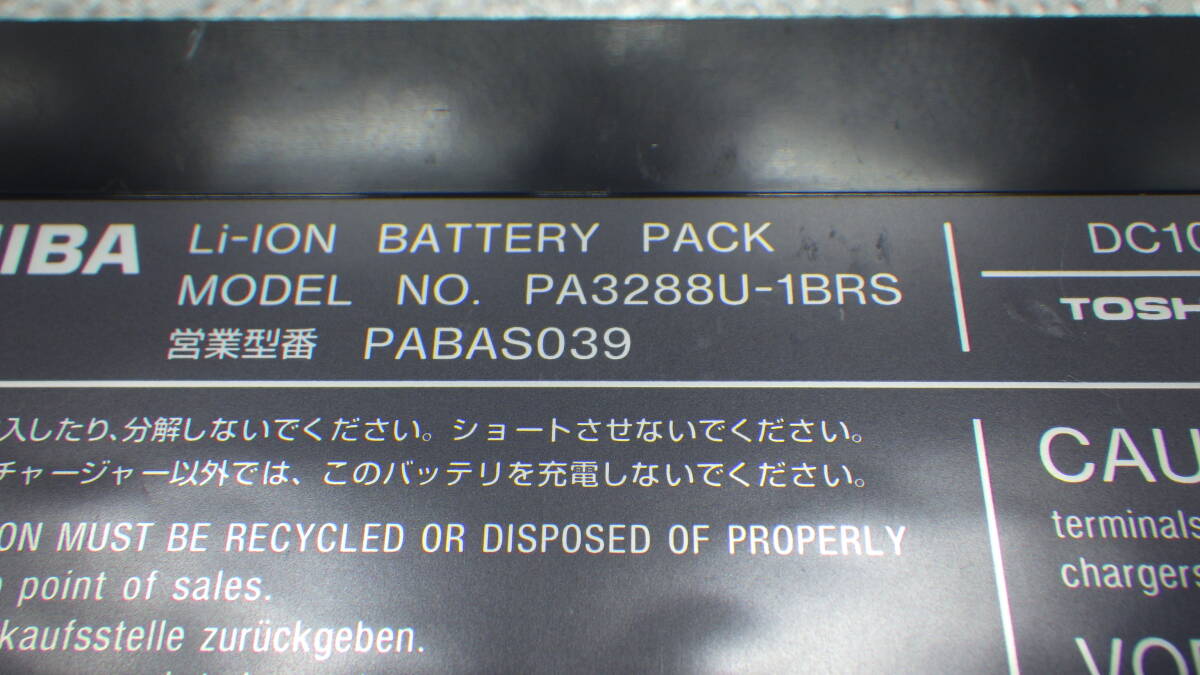 IBA Li-ION BATTERY PACK
MODEL NO. PA3288U-1BRS
営業型番 PABAS039
DC10
TOSH
入したり、分解しないでください。ショートさせないでください。
チャージャー以外では、このバッテリを充電しないでください。
ON MUST BE RECYCLED OR DISPOSED OF PROPERLY
point of sales.
kaufsstelle zurückgeben.
CAU
terminals
chargers
VOR